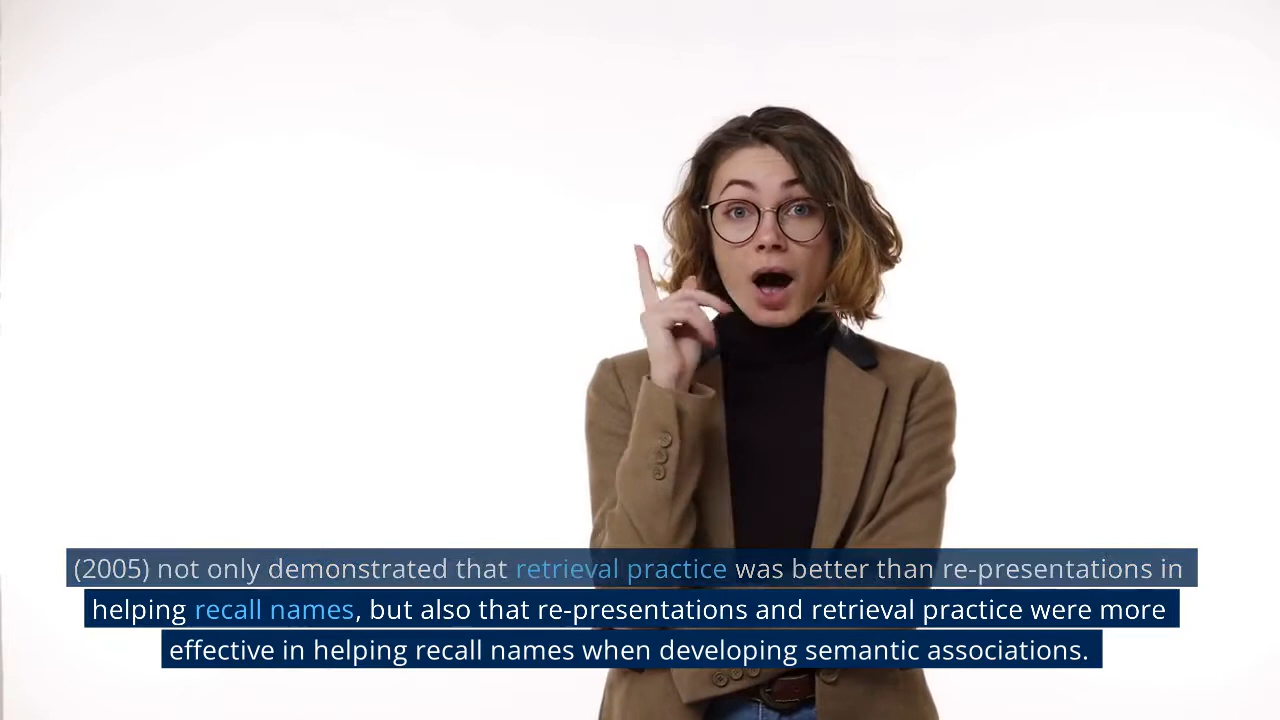 (2005) not only demonstrated that retrieval practice was better than re-presentations in
helping recall names, but also that re-presentations and retrieval practice were more
effective in helping recall names when developing semantic associations.